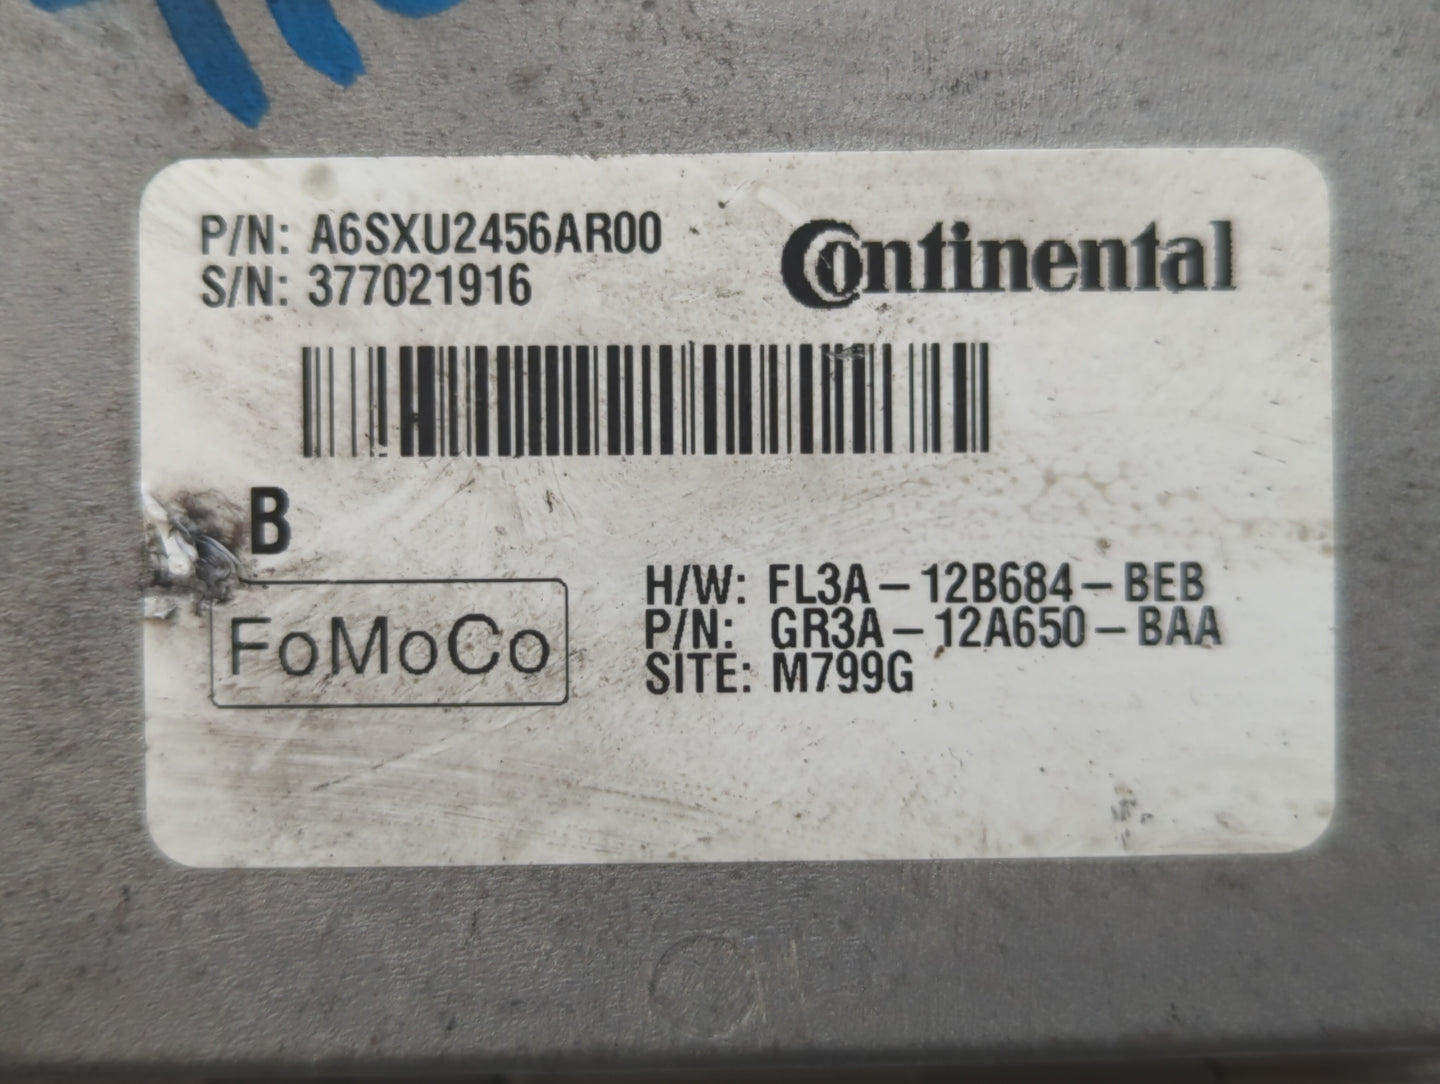 P/N: A6SXU2456AR00
S/N: 377021916
Continental
B
FoMoCo
H/W: FL3A-12B684-BEB
P/N: GR3A-12A650-BAA
SITE: M799G